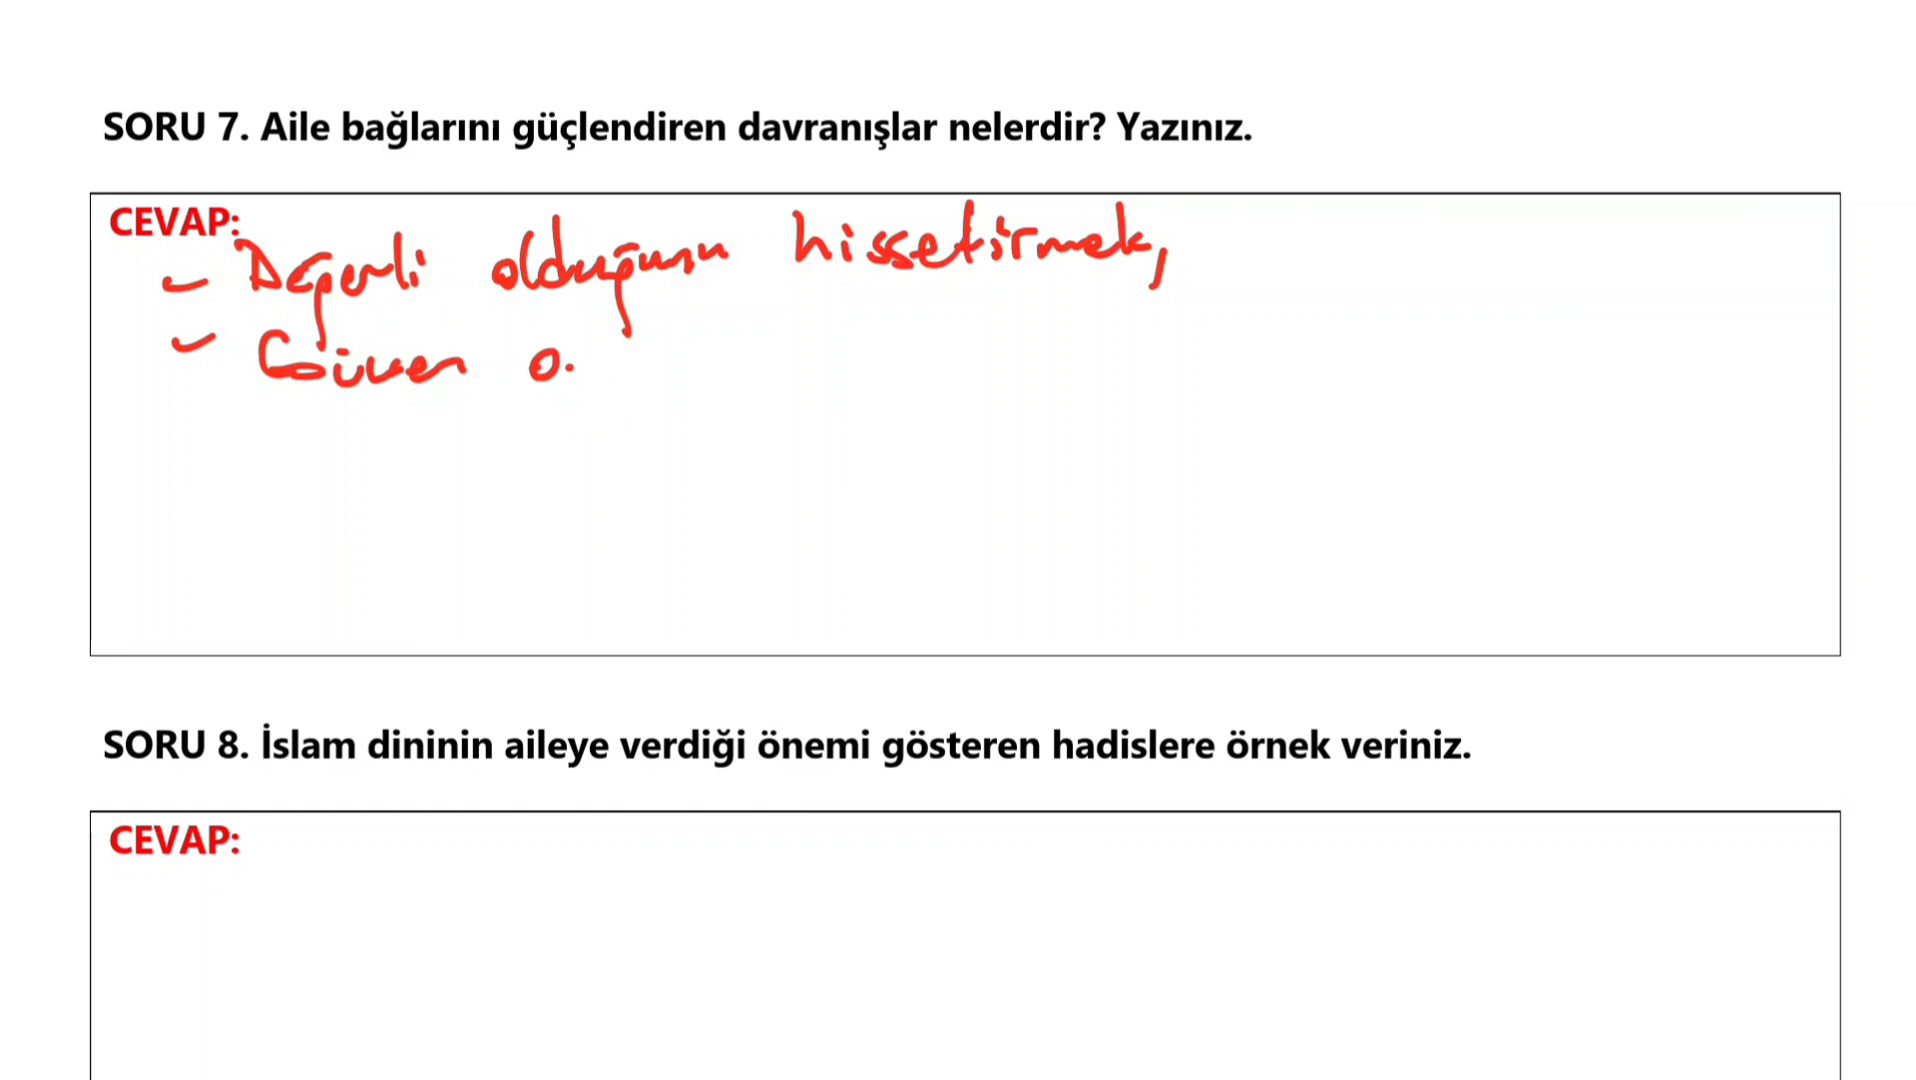 SORU 7. Aile bağlarını güçlendiren davranışlar nelerdir? Yazınız.
CEVAP:
- Değerli olduğunu hissetirmek,
- Güven o.
SORU 8. İslam dininin aileye verdiği önemi gösteren hadislere örnek veriniz.
CEVAP: